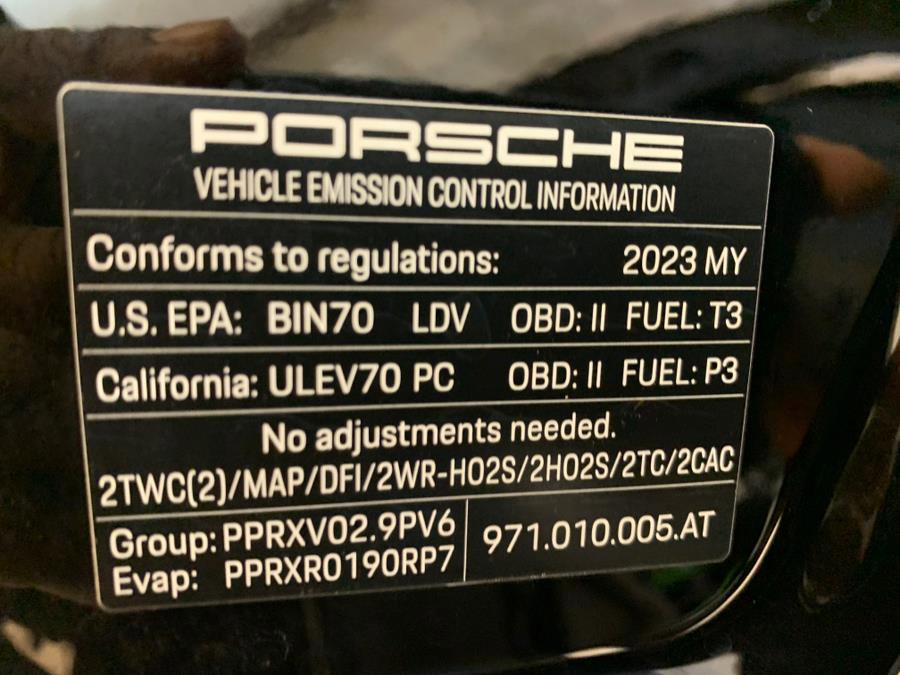 PORSCHE
VEHICLE EMISSION CONTROL INFORMATION
Conforms to regulations: 2023 MY
U.S. EPA: BIN70 LDV OBD: II FUEL: T3
California: ULEV70 PC OBD: II FUEL: P3
No adjustments needed.
2TWC(2)/MAP/DFI/2WR-HO2S/2HO2S/2TC/2CAC
Group: PPRXV02.9PV6
Evap: PPRXR0190RP7
971.010.005.AT